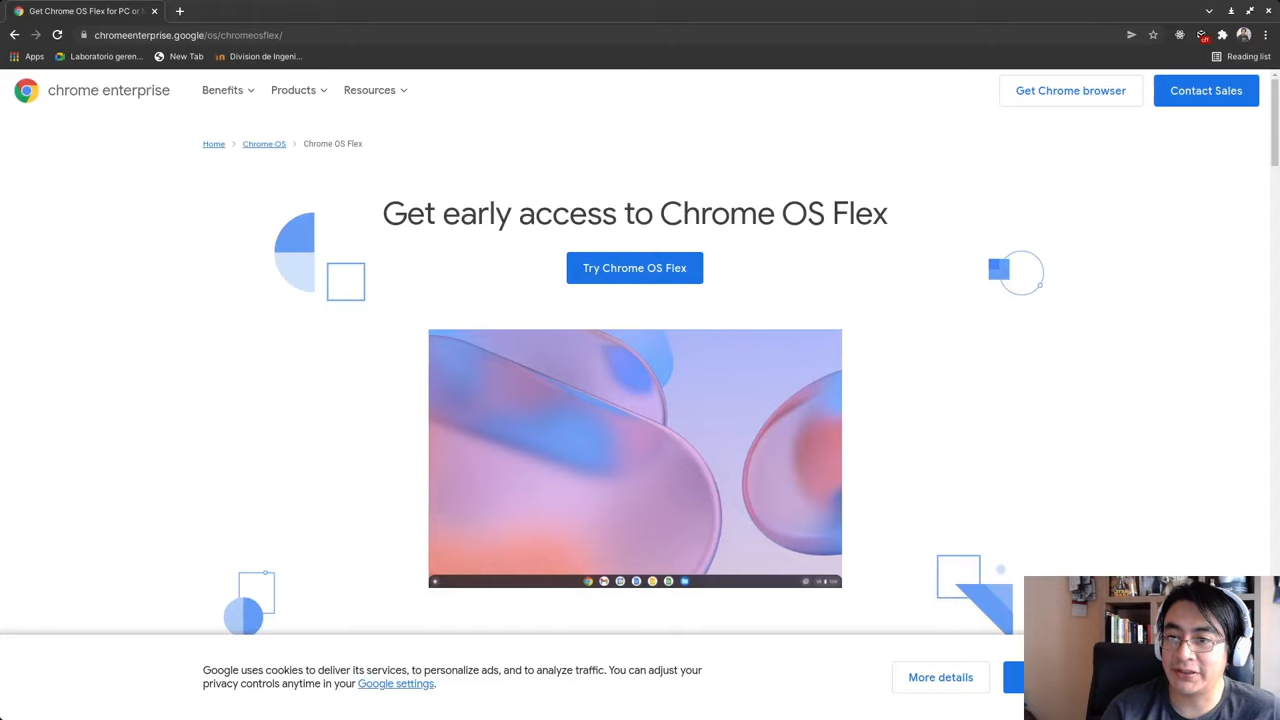 Get Chrome OS Flex for PC or
chromeenterprise.google/os/chromeosflex/
off
Apps
Laboratorio geren...
New Tab
Division de Ingeni...
Reading list
chrome enterprise
Benefits
Products
Resources
Get Chrome browser
Contact Sales
Home
Chrome OS
Chrome OS Flex
Get early access to Chrome OS Flex
Try Chrome OS Flex
Google uses cookies to deliver its services, to personalize ads, and to analyze traffic. You can adjust your
privacy controls anytime in your Google settings.
More details